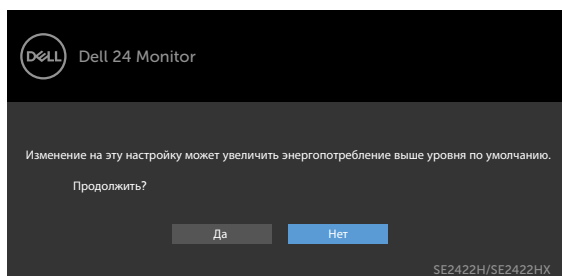 DELL Dell 24 Monitor
Изменение на эту настройку может увеличить энергопотребление выше уровня по умолчанию.
Продолжить?
Да Нет
SE2422H/SE2422HX